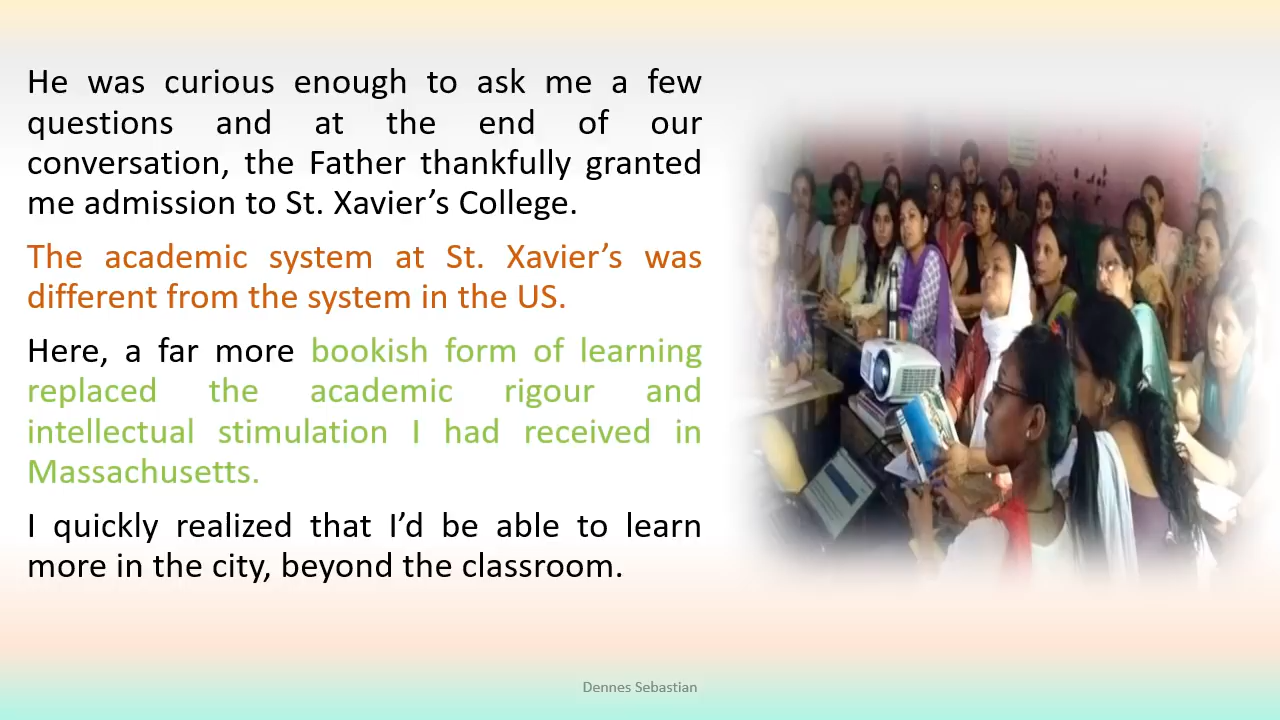 He was curious enough to ask me a few
questions and at the end of our
conversation, the Father thankfully granted
me admission to St. Xavier’s College.
The academic system at St. Xavier’s was
different from the system in the US.
Here, a far more bookish form of learning
replaced the academic rigour and
intellectual stimulation I had received in
Massachusetts.
I quickly realized that I’d be able to learn
more in the city, beyond the classroom.
Dennes Sebastian